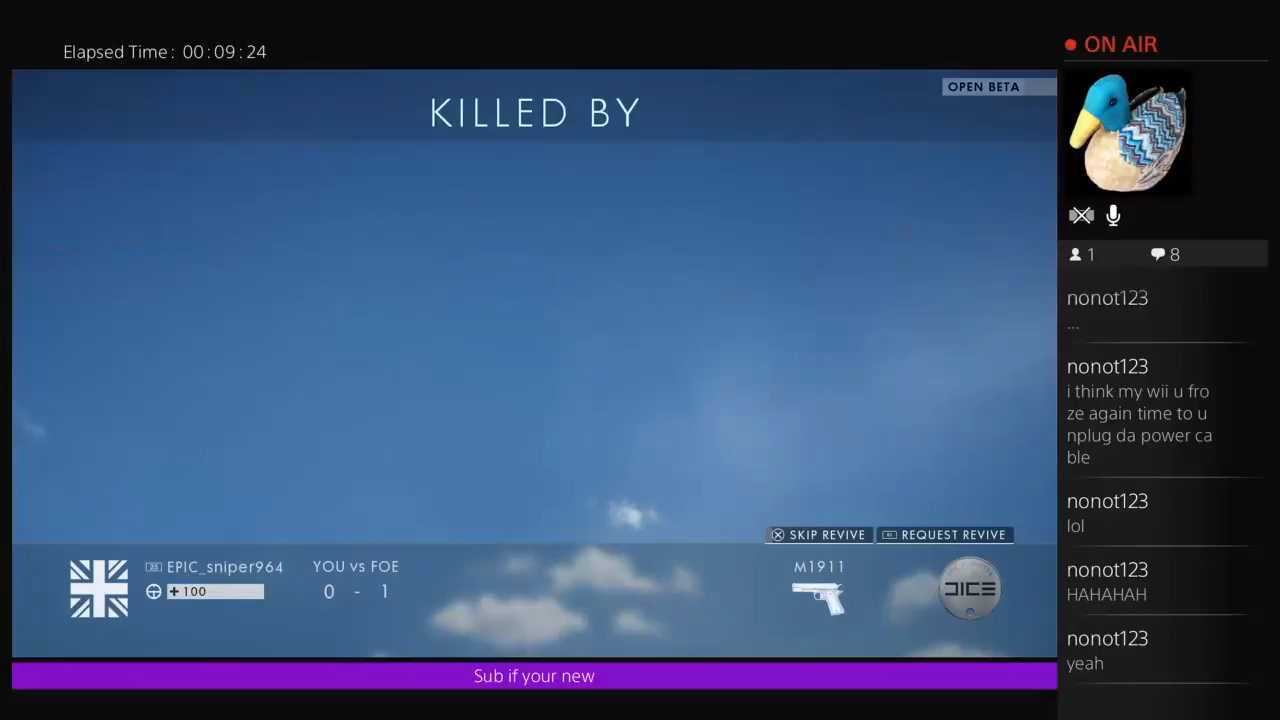 Elapsed Time: 00:09:24
ON AIR
OPEN BETA
KILLED BY
1
8
nonot123
...
nonot123
i think my wii u fro
ze again time to u
nplug da power ca
ble
nonot123
lol
nonot123
HAHAHAH
nonot123
yeah
SKIP REVIVE
REQUEST REVIVE
EPIC_sniper964
YOU vs FOE
+ 100
0 - 1
M1911
DICE
Sub if your new